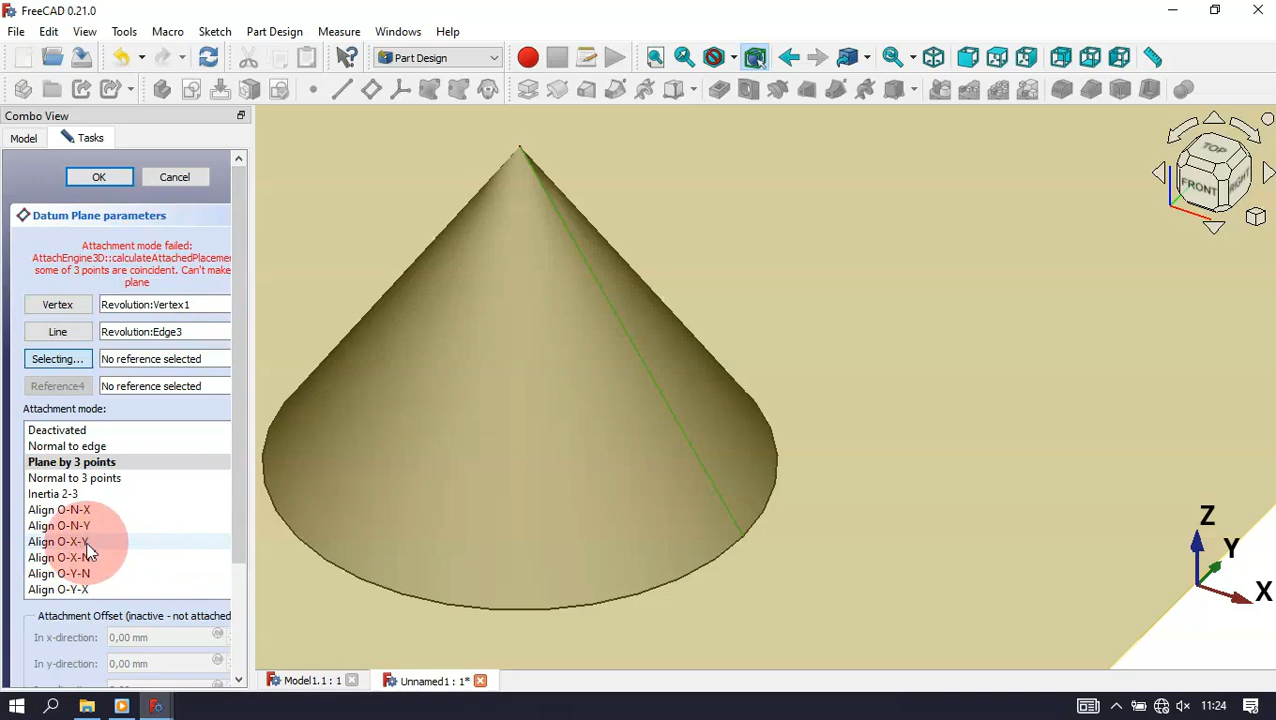 FreeCAD 0.21.0
File Edit View Tools Macro Sketch Part Design Measure Windows Help
Part Design
Combo View
Model Tasks
OK Cancel
Datum Plane parameters
Attachment mode failed:
AttachEngine3D::calculateAttachedPlacement
some of 3 points are coincident. Can't make
plane
Vertex Revolution:Vertex1
Line Revolution:Edge3
Selecting... No reference selected
Reference4 No reference selected
Attachment mode:
Deactivated
Normal to edge
Plane by 3 points
Normal to 3 points
Inertia 2-3
Align O-N-X
Align O-N-Y
Align O-X-Y
Align O-X-N
Align O-Y-N
Align O-Y-X
Attachment Offset (inactive - not attached
In x-direction: 0,00 mm
In y-direction: 0,00 mm
TOP
FRONT
RIGHT
Z
Y
X
Model1.1 : 1
Unnamed1 : 1*
11:24